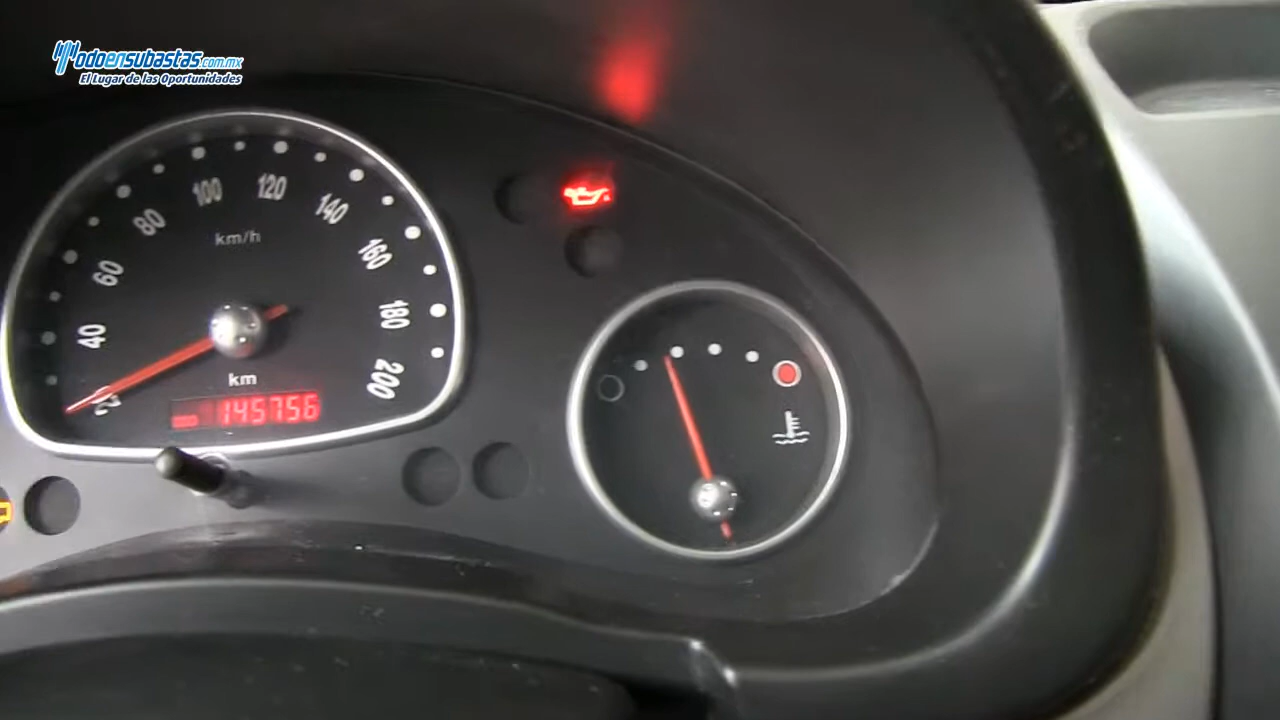 todoensubastas.com.mx
El Lugar de las Oportunidades
20
40
60
80
100
120
140
160
180
200
km/h
km
145756